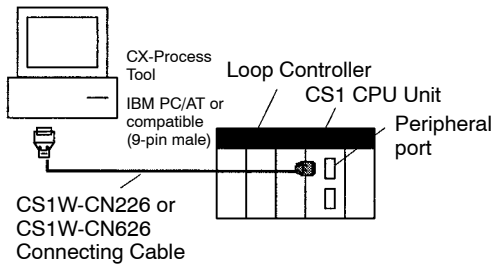 CX-Process
Tool
IBM PC/AT or
compatible
(9-pin male)
Loop Controller
CS1 CPU Unit
Peripheral
port
CS1W-CN226 or
CS1W-CN626
Connecting Cable